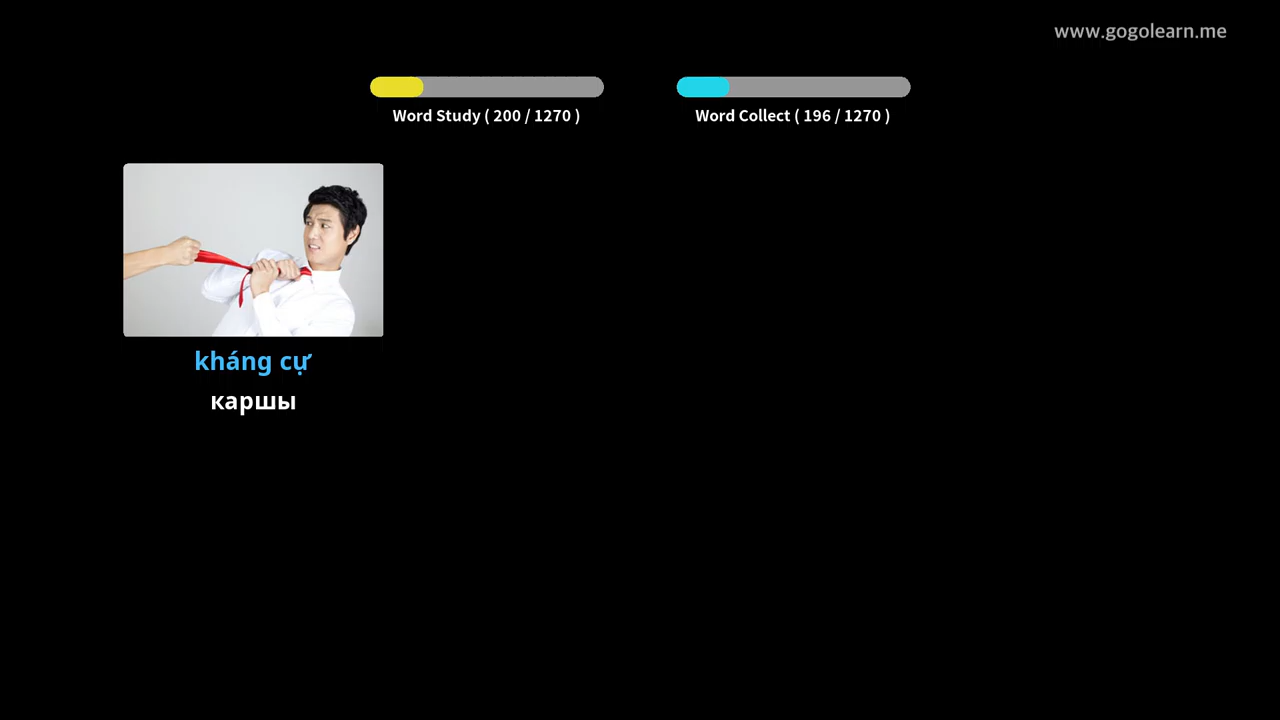 www.gogolearn.me
Word Study ( 200 / 1270 )
Word Collect ( 196 / 1270 )
kháng cự
каршы